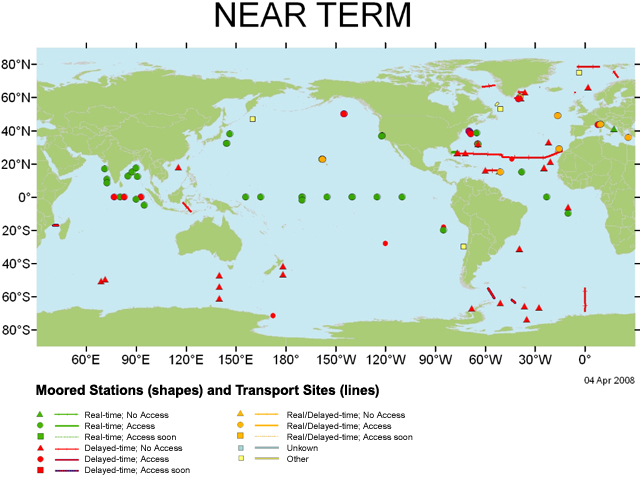 NEAR TERM
80°N
60°N
40°N
20°N
0°
20°S
40°S
60°S
80°S
60°E 90°E 120°E 150°E 180° 150°W 120°W 90°W 60°W 30°W 0°
04 Apr 2008
Moored Stations (shapes) and Transport Sites (lines)
Real-time; No Access
Real-time; Access
Real-time; Access soon
Delayed-time; No Access
Delayed-time; Access
Delayed-time; Access soon
Real/Delayed-time; No Access
Real/Delayed-time; Access
Real/Delayed-time; Access soon
Unkown
Other